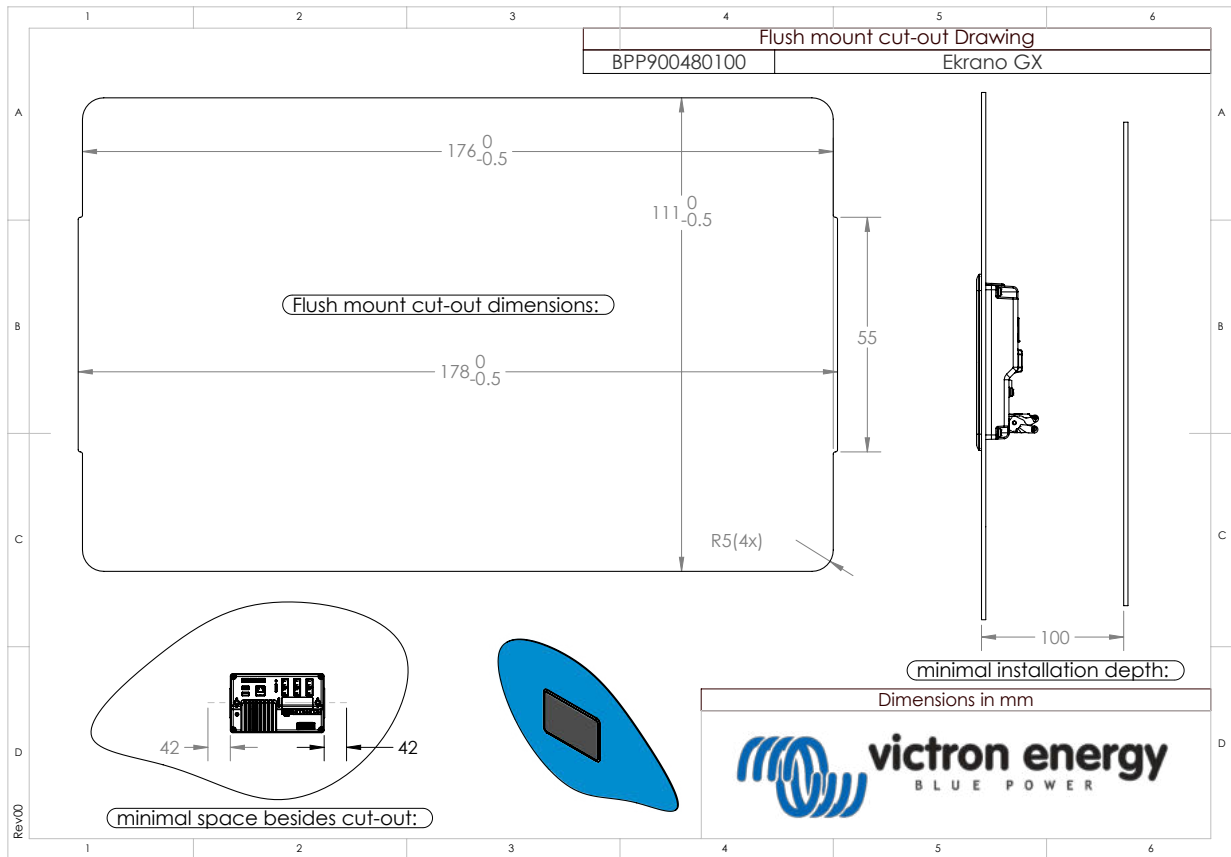 1 2 3 4 5 6
Flush mount cut-out Drawing
BPP900480100 Ekrano GX
A A
176 0 -0.5
111 0 -0.5
Flush mount cut-out dimensions:
B B
55
178 0 -0.5
C C
R5(4x)
100
minimal installation depth:
Dimensions in mm
42 42
D D
victron energy
BLUE POWER
minimal space besides cut-out:
Rev00
1 2 3 4 5 6